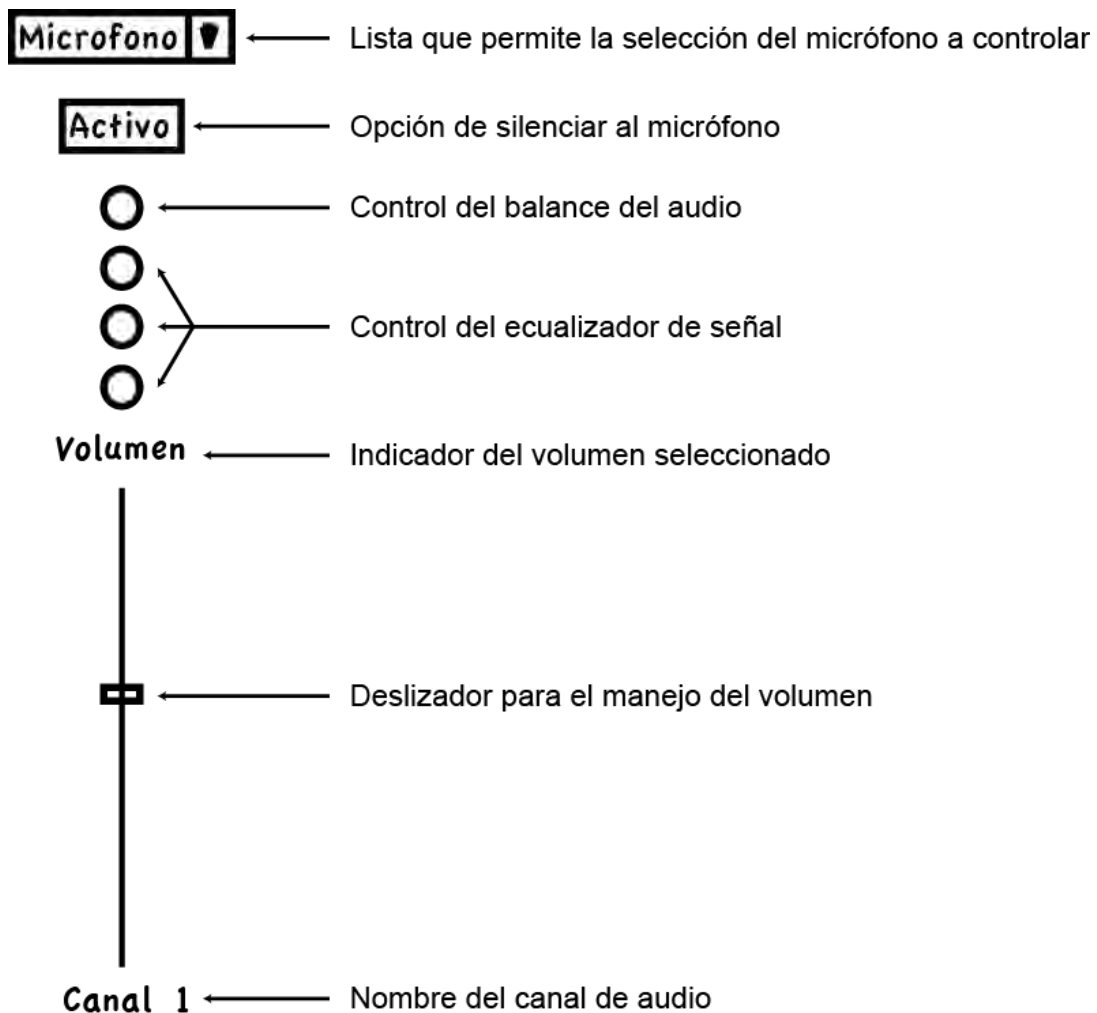 Microfono Lista que permite la selección del micrófono a controlar
Activo Opción de silenciar al micrófono
Control del balance del audio
Control del ecualizador de señal
Volumen Indicador del volumen seleccionado
Deslizador para el manejo del volumen
Canal 1 Nombre del canal de audio